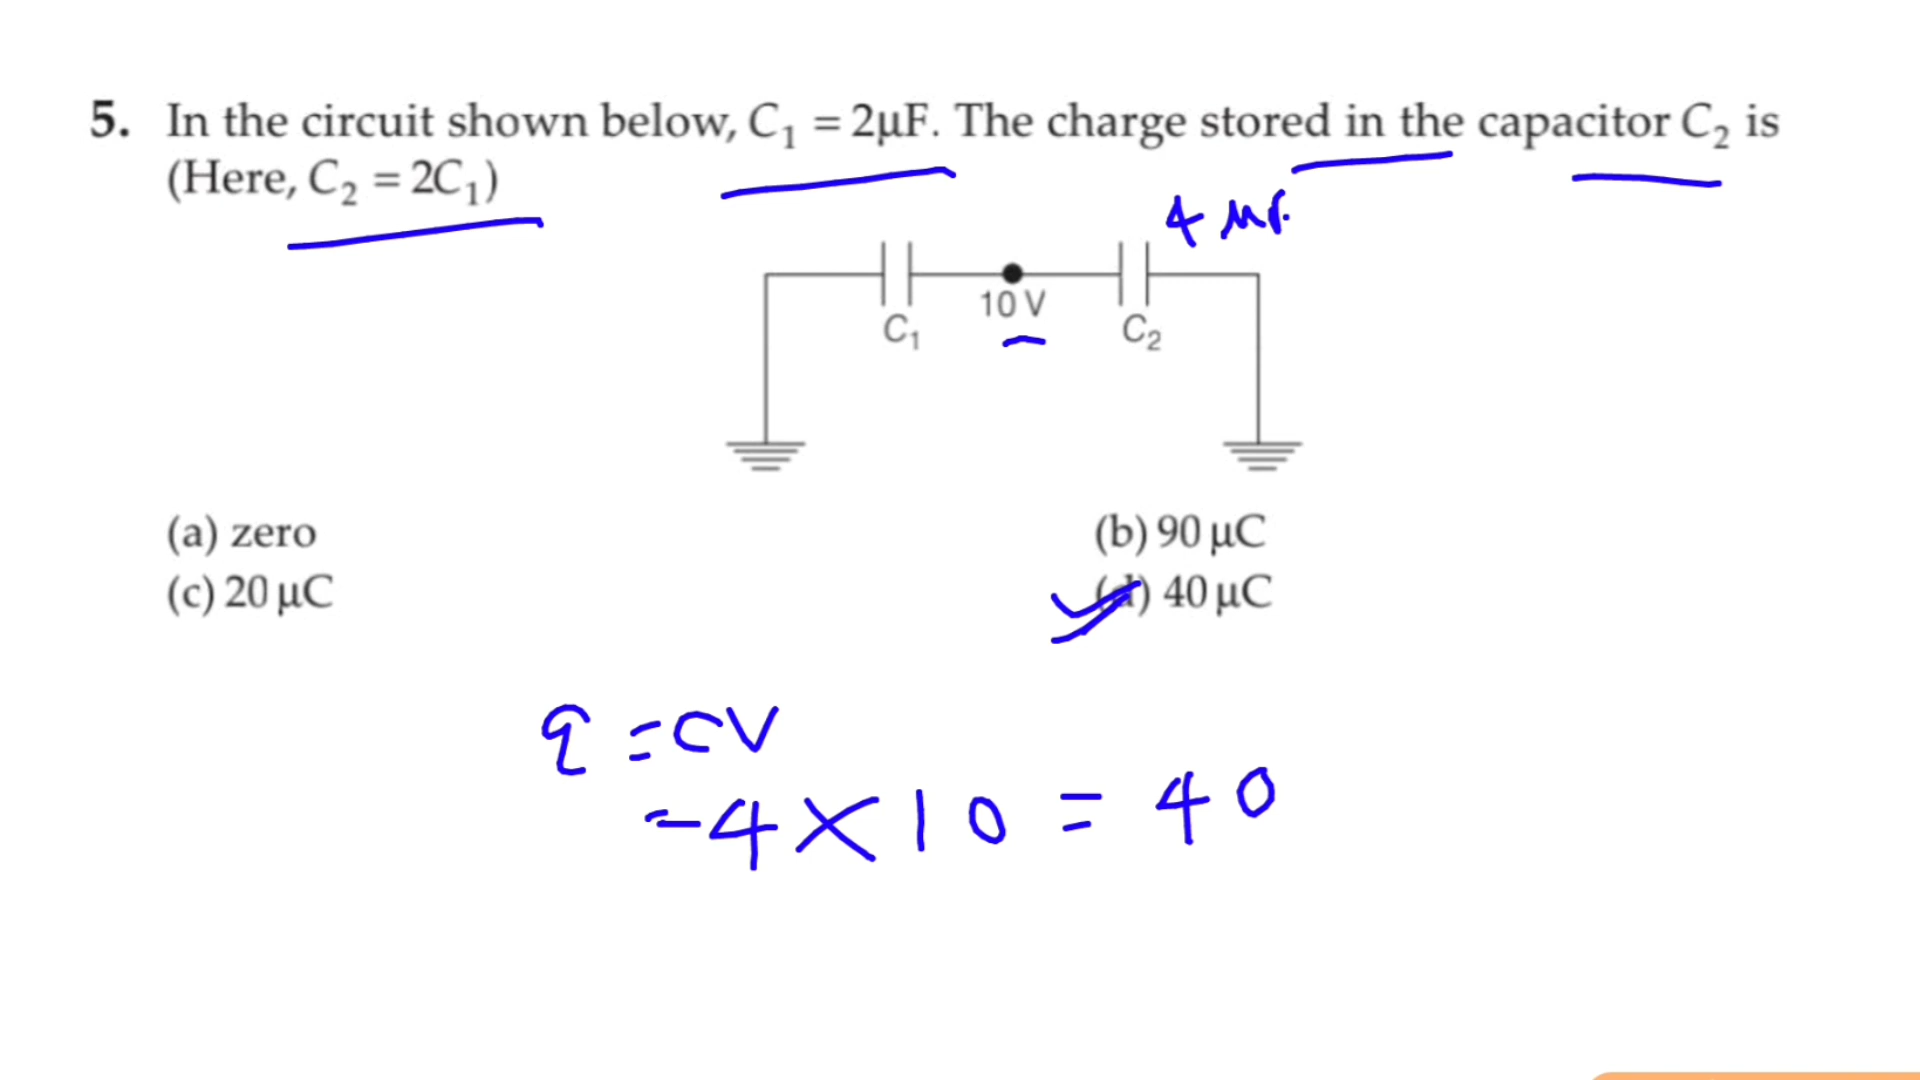 5. In the circuit shown below, C₁ = 2μF. The charge stored in the capacitor C₂ is
(Here, C₂ = 2C₁)
4 μf.
10 V
C₁
C₂
(a) zero
(b) 90 μC
(c) 20 μC
(d) 40 μC
q = cv
= 4 × 10 = 40